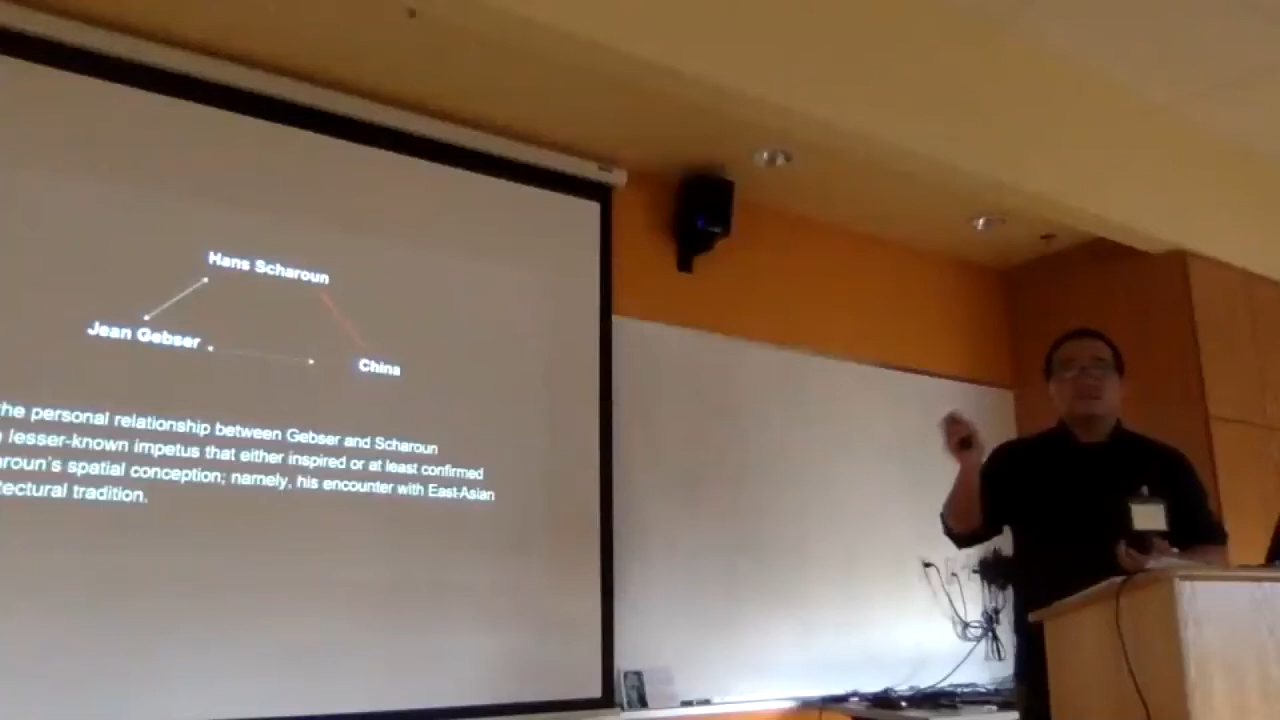 Hans Scharoun
Jean Gebser
China
the personal relationship between Gebser and Scharoun
lesser-known impetus that either inspired or at least confirmed
aroun's spatial conception; namely, his encounter with East-Asian
tectural tradition.